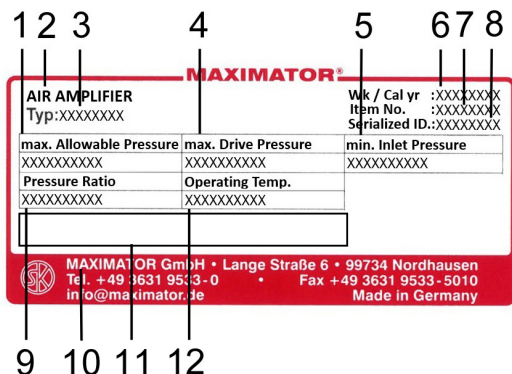 1 2 3 4 5 6 7 8
MAXIMATOR®
AIR AMPLIFIER
Typ:XXXXXXXX
Wk / Cal yr :XXXXXXXX
Item No. :XXXXXXXX
Serialized ID.:XXXXXXXX
max. Allowable Pressure max. Drive Pressure min. Inlet Pressure
XXXXXXXXXX XXXXXXXXXX XXXXXXXXXX
Pressure Ratio Operating Temp.
XXXXXXXXXX XXXXXXXXXX
SK
MAXIMATOR GmbH • Lange Straße 6 • 99734 Nordhausen
Tel. +49 3631 9533-0 • Fax +49 3631 9533-5010
info@maximator.de Made in Germany
9 10 11 12